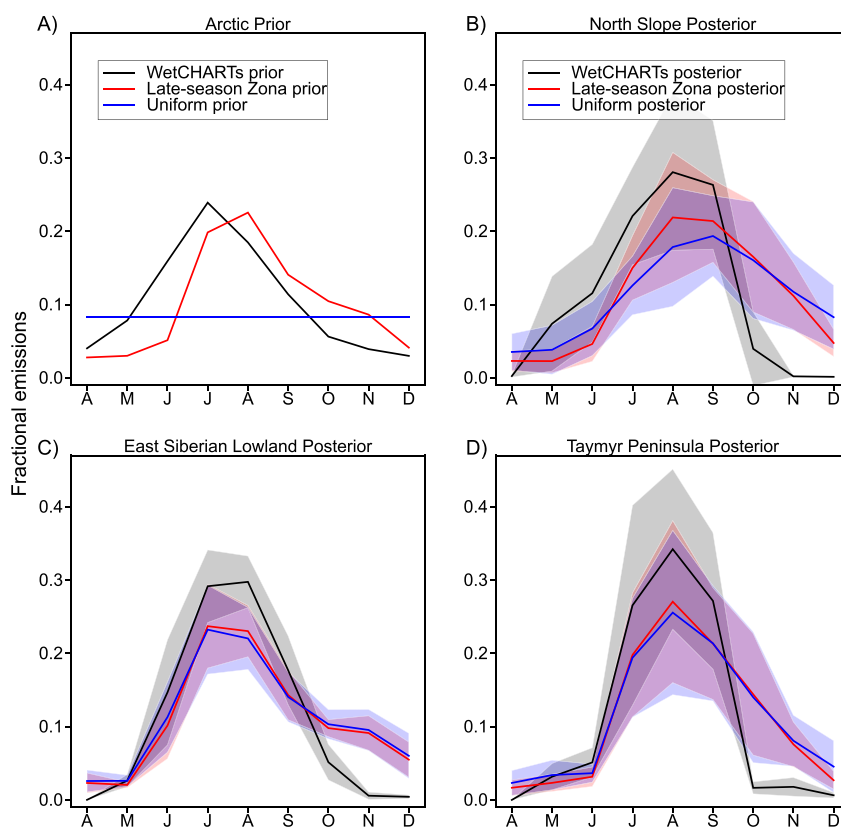 A) Arctic Prior
0.4
0.3
0.2
0.1
0.0
WetCHARTs prior
Late-season Zona prior
Uniform prior
A M J J A S O N D
B) North Slope Posterior
0.4
0.3
0.2
0.1
0.0
WetCHARTs posterior
Late-season Zona posterior
Uniform posterior
A M J J A S O N D
Fractional emissions
C) East Siberian Lowland Posterior
0.4
0.3
0.2
0.1
0.0
A M J J A S O N D
D) Taymyr Peninsula Posterior
0.4
0.3
0.2
0.1
0.0
A M J J A S O N D